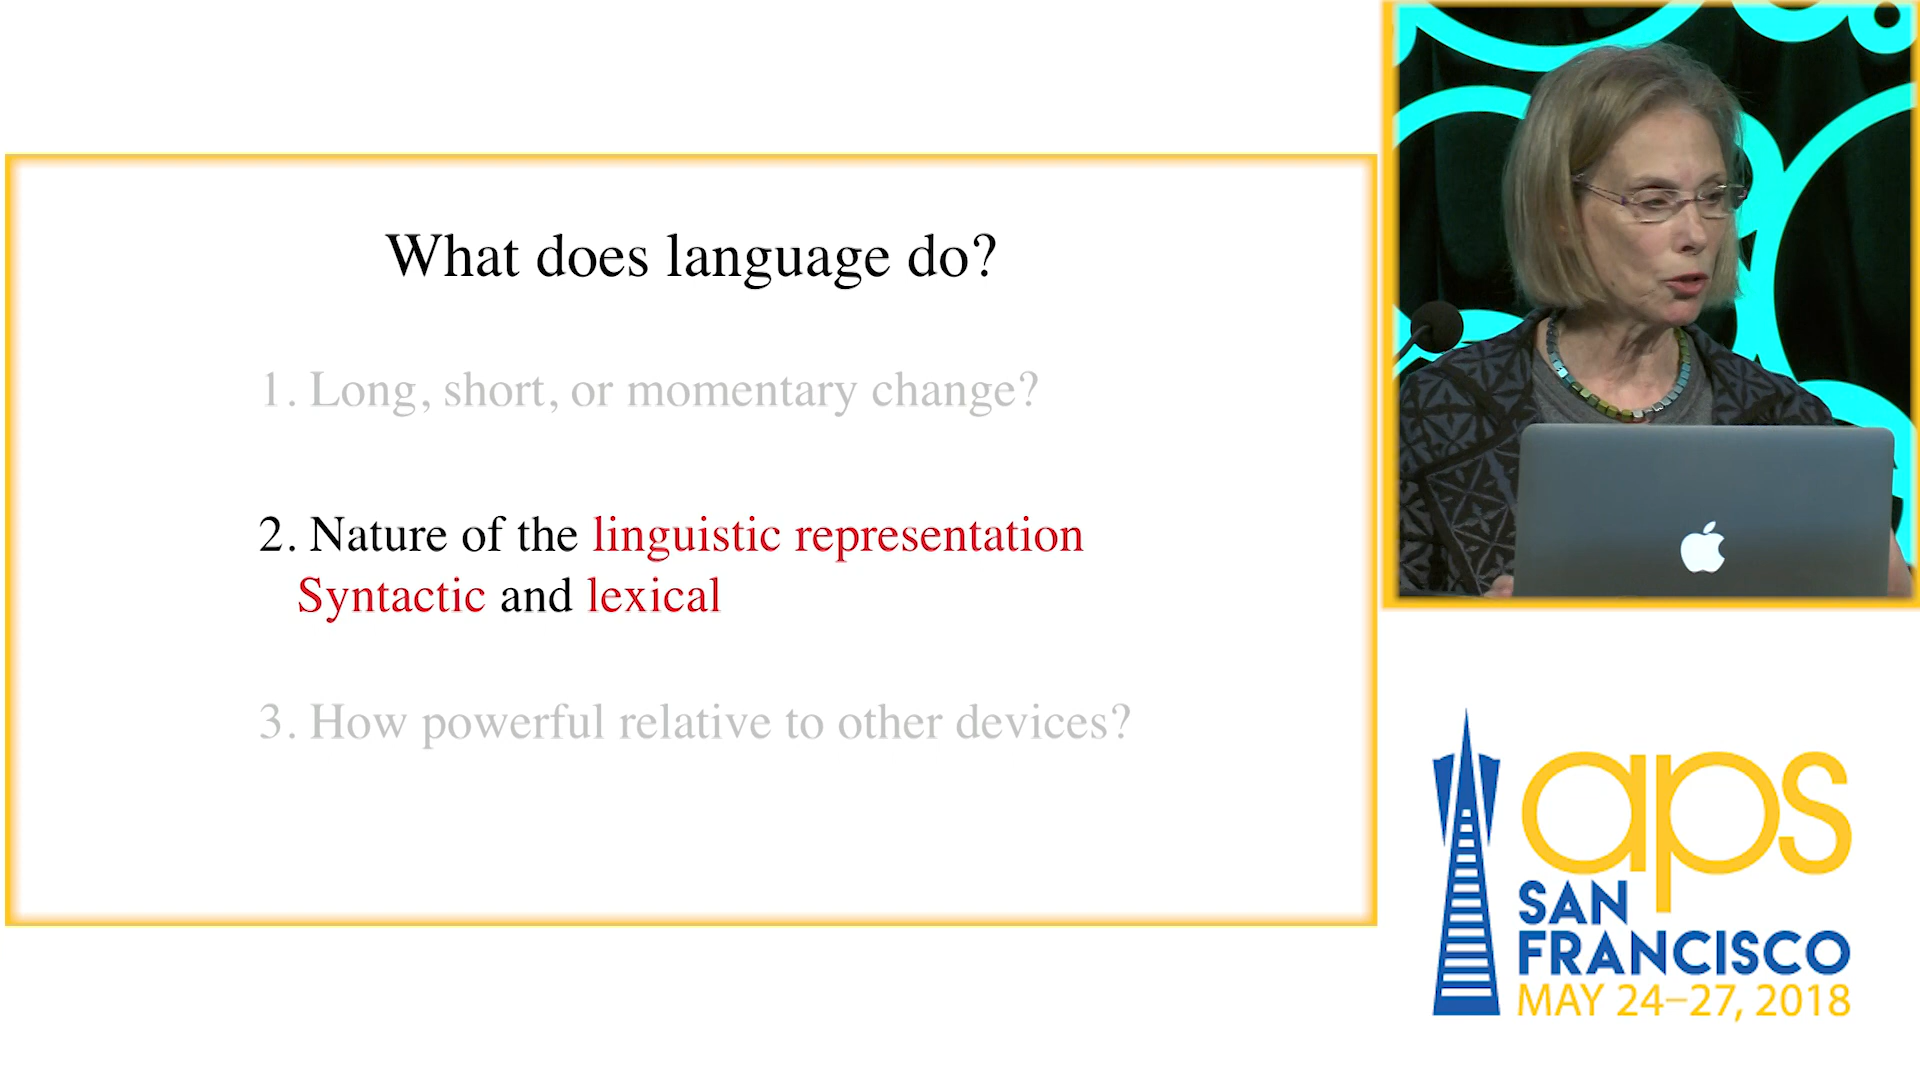 What does language do?
1. Long, short, or momentary change?
2. Nature of the linguistic representation
Syntactic and lexical
3. How powerful relative to other devices?
aps
SAN
FRANCISCO
MAY 24–27, 2018